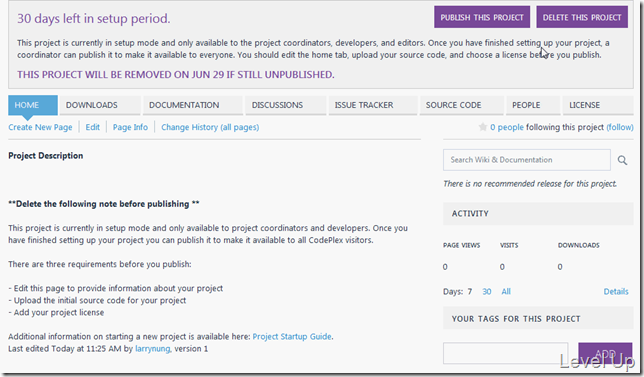 30 days left in setup period.
PUBLISH THIS PROJECT
DELETE THIS PROJECT
This project is currently in setup mode and only available to the project coordinators, developers, and editors. Once you have finished setting up your project, a
coordinator can publish it to make it available to everyone. You should edit the home tab, upload your source code, and choose a license before you publish.
THIS PROJECT WILL BE REMOVED ON JUN 29 IF STILL UNPUBLISHED.
HOME
DOWNLOADS
DOCUMENTATION
DISCUSSIONS
ISSUE TRACKER
SOURCE CODE
PEOPLE
LICENSE
Create New Page | Edit | Page Info | Change History (all pages)
0 people following this project (follow)
Project Description
**Delete the following note before publishing **
This project is currently in setup mode and only available to project coordinators and developers. Once you
have finished setting up your project you can publish it to make it available to all CodePlex visitors.
There are three requirements before you publish:
- Edit this page to provide information about your project
- Upload the initial source code for your project
- Add your project license
Additional information on starting a new project is available here: Project Startup Guide.
Last edited Today at 11:25 AM by larrynung, version 1
Search Wiki & Documentation
There is no recommended release for this project.
ACTIVITY
PAGE VIEWS
VISITS
DOWNLOADS
0
0
0
Days: 7 30 All
Details
YOUR TAGS FOR THIS PROJECT
ADD
Level Up